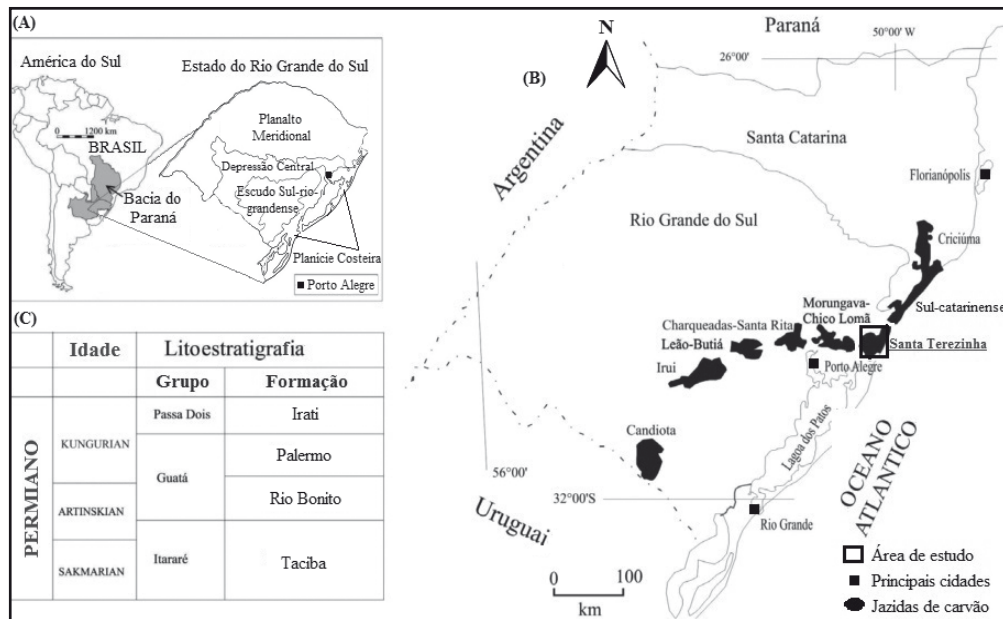 (A)
América do Sul
0 1200 km
BRASIL
Bacia do
Paraná
Estado do Rio Grande do Sul
Planalto
Meridional
Depressão Central
Escudo Sul-rio-
grandense
Planicie Costeira
Porto Alegre
(B)
N
Paraná
50°00' W
26°00'
Argentina
Santa Catarina
Florianópolis
Rio Grande do Sul
Criciúma
Sul-catarinense
Morungava-
Chico Lomã
Charqueadas-Santa Rita
Leão-Butiá
Santa Terezinha
Irui
Porto Alegre
Candiota
Lagoa dos Patos
OCEANO
ATLANTICO
56°00'
32°00'S
Uruguai
Rio Grande
0 100
km
Área de estudo
Principais cidades
Jazidas de carvão
(C)
Idade Litoestratigrafia
Grupo Formação
PERMIANO
KUNGURIAN
Passa Dois Irati
Guatá
Palermo
ARTINSKIAN
Rio Bonito
SAKMARIAN
Itararé Taciba